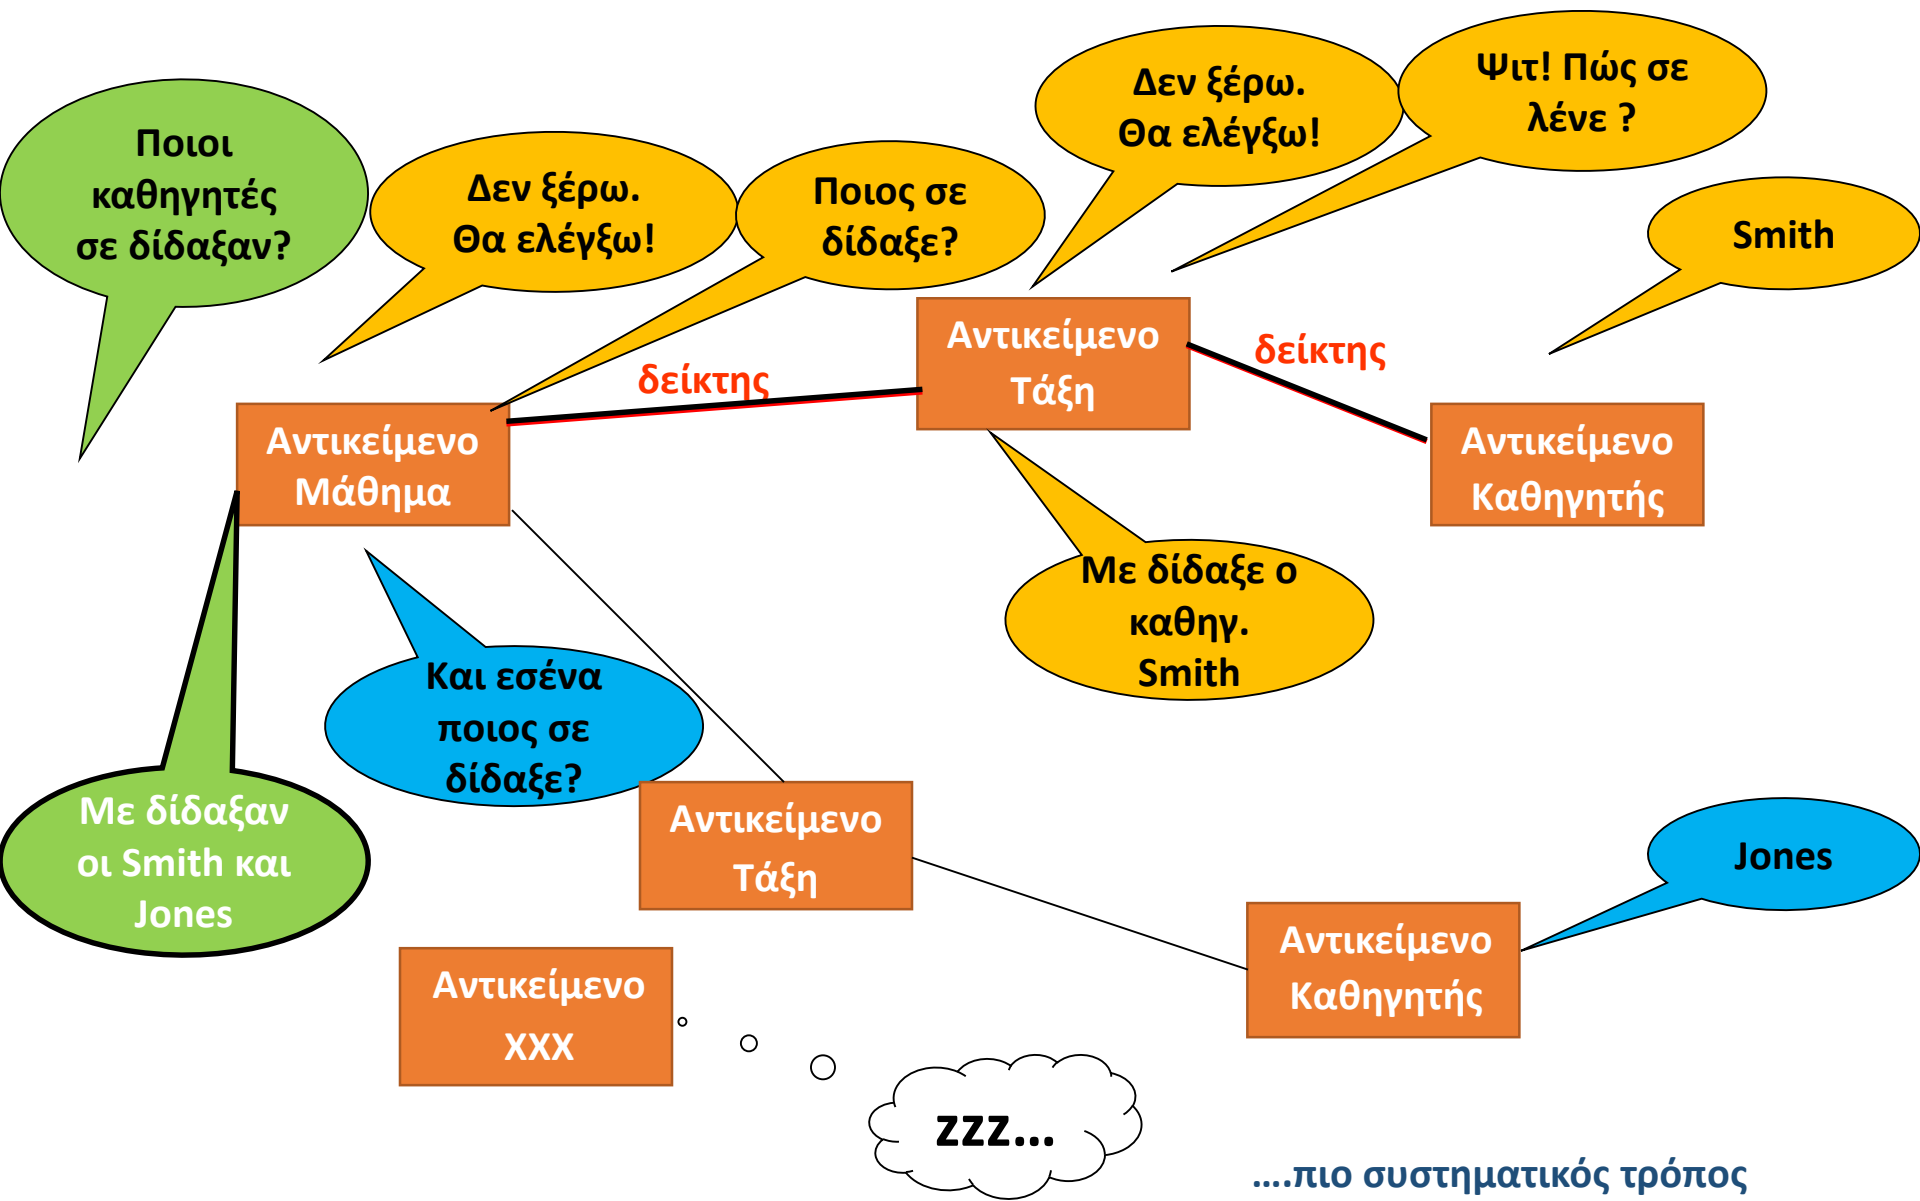 Ποιοι
καθηγητές
σε δίδαξαν?
Δεν ξέρω.
Θα ελέγξω!
Ποιος σε
δίδαξε?
Δεν ξέρω.
Θα ελέγξω!
Ψιτ! Πώς σε
λένε ?
Smith
Αντικείμενο
Μάθημα
δείκτης
Αντικείμενο
Τάξη
δείκτης
Αντικείμενο
Καθηγητής
Με δίδαξε ο
καθηγ.
Smith
Και εσένα
ποιος σε
δίδαξε?
Με δίδαξαν
οι Smith και
Jones
Αντικείμενο
Τάξη
Jones
Αντικείμενο
Καθηγητής
Αντικείμενο
ΧΧΧ
zzz...
....πιο συστηματικός τρόπος